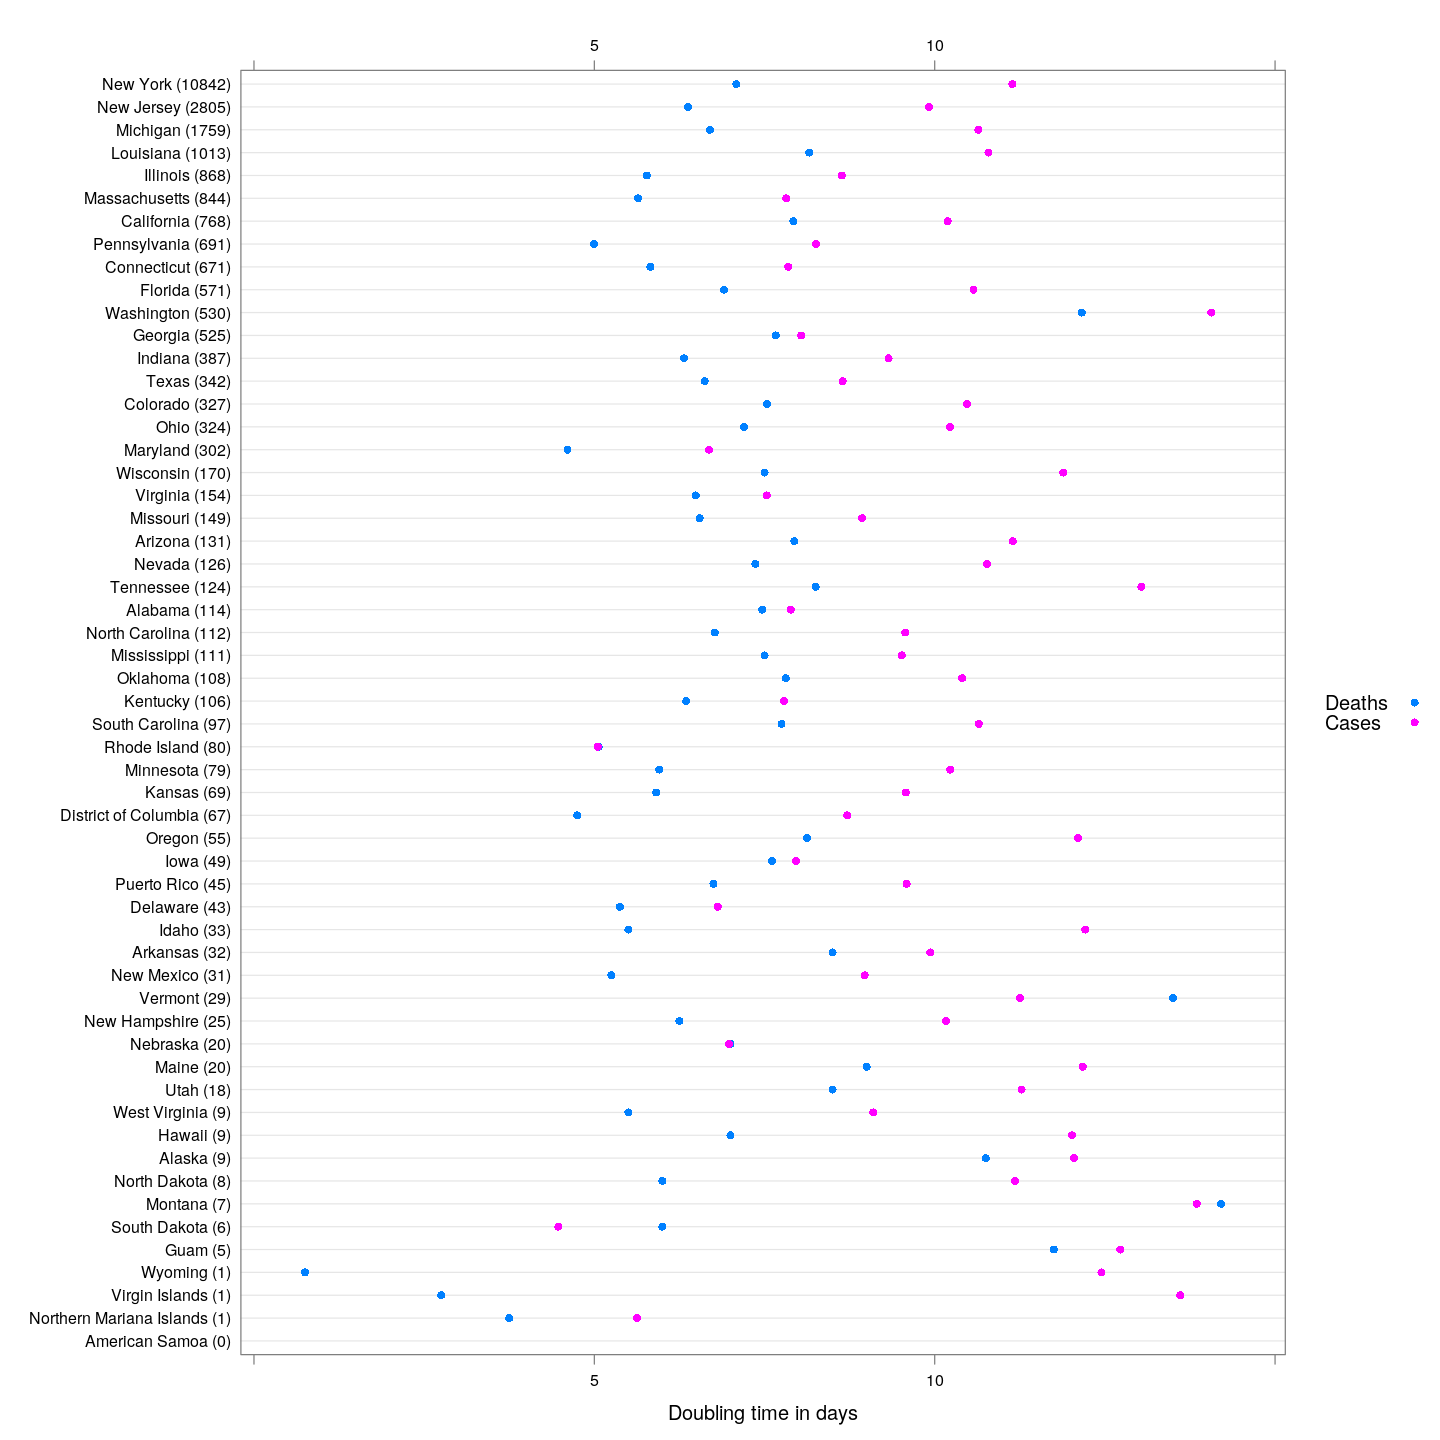 5 10
New York (10842)
New Jersey (2805)
Michigan (1759)
Louisiana (1013)
Illinois (868)
Massachusetts (844)
California (768)
Pennsylvania (691)
Connecticut (671)
Florida (571)
Washington (530)
Georgia (525)
Indiana (387)
Texas (342)
Colorado (327)
Ohio (324)
Maryland (302)
Wisconsin (170)
Virginia (154)
Missouri (149)
Arizona (131)
Nevada (126)
Tennessee (124)
Alabama (114)
North Carolina (112)
Mississippi (111)
Oklahoma (108)
Kentucky (106)
South Carolina (97)
Rhode Island (80)
Minnesota (79)
Kansas (69)
District of Columbia (67)
Oregon (55)
Iowa (49)
Puerto Rico (45)
Delaware (43)
Idaho (33)
Arkansas (32)
New Mexico (31)
Vermont (29)
New Hampshire (25)
Nebraska (20)
Maine (20)
Utah (18)
West Virginia (9)
Hawaii (9)
Alaska (9)
North Dakota (8)
Montana (7)
South Dakota (6)
Guam (5)
Wyoming (1)
Virgin Islands (1)
Northern Mariana Islands (1)
American Samoa (0)
5 10
Doubling time in days
Deaths
Cases